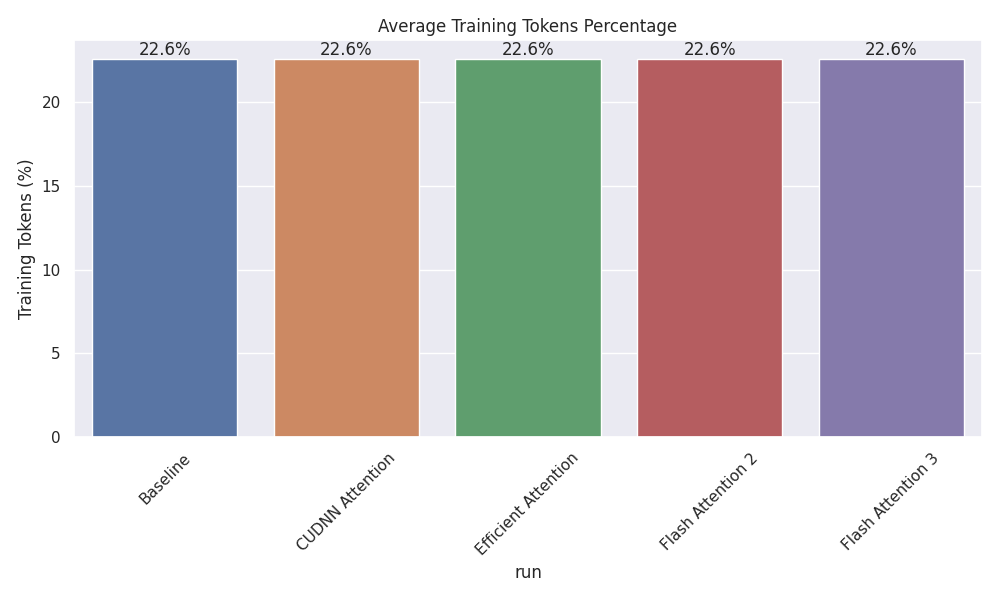 Average Training Tokens Percentage
22.6% 22.6% 22.6% 22.6% 22.6%
Training Tokens (%)
20
15
10
5
0
Baseline
CUDNN Attention
Efficient Attention
Flash Attention 2
Flash Attention 3
run